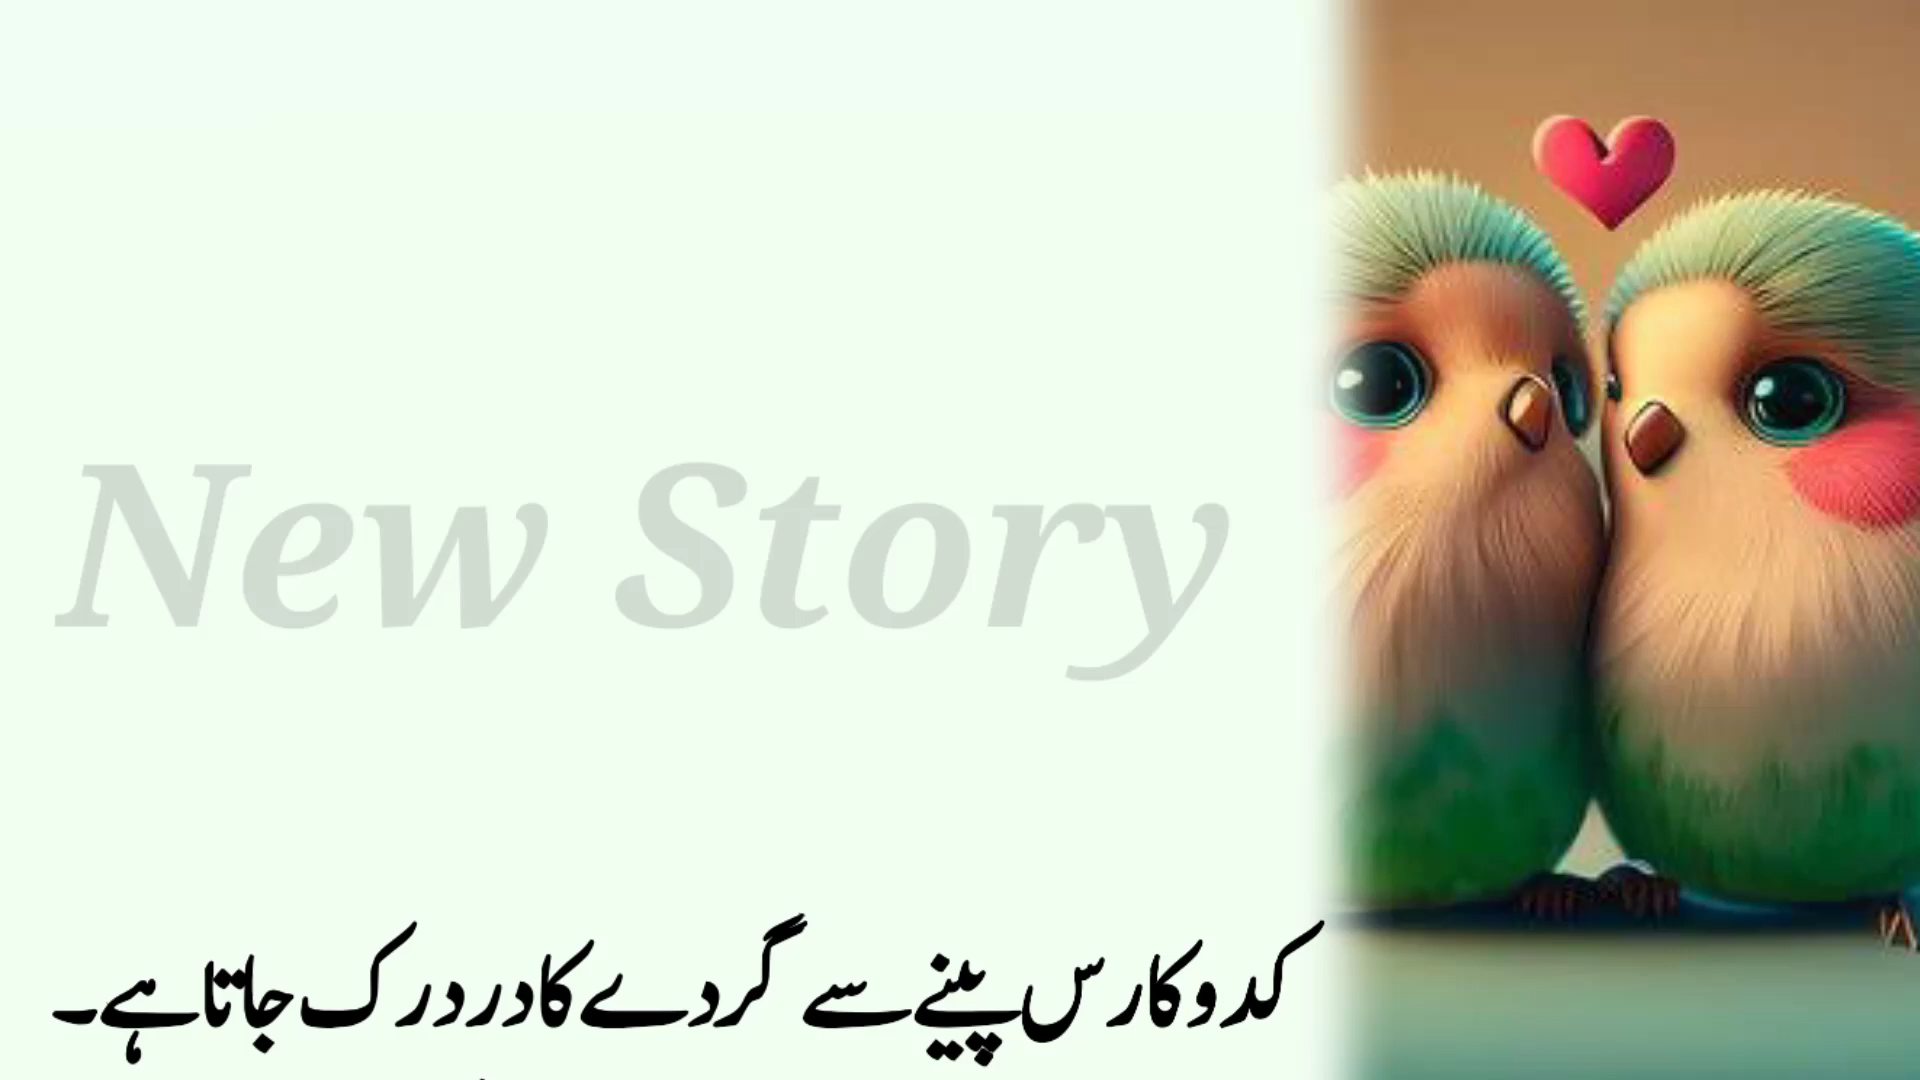 New Story
کدو کا رس پینے سے گردے کا درد رک جاتا ہے۔